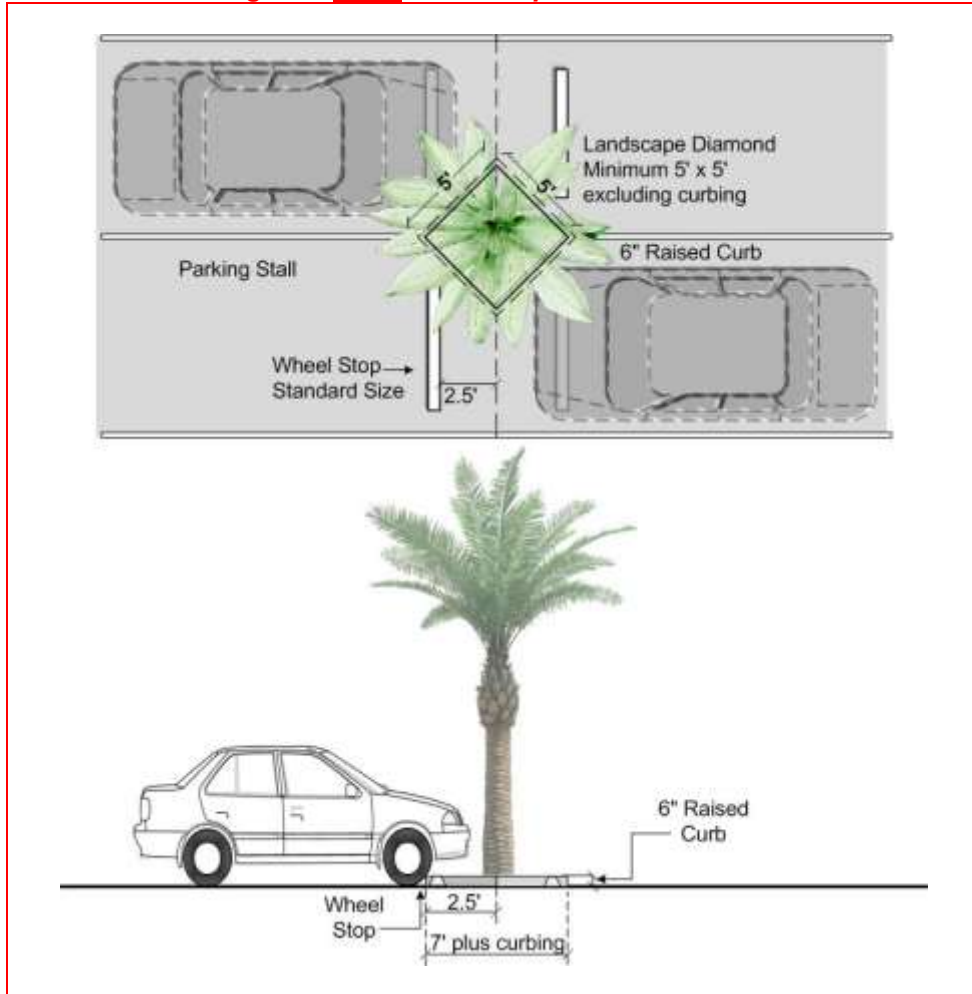 5'
5'
Landscape Diamond
Minimum 5' x 5'
excluding curbing
6" Raised Curb
Parking Stall
Wheel Stop
Standard Size
2.5'
6" Raised
Curb
Wheel
Stop
2.5'
7' plus curbing